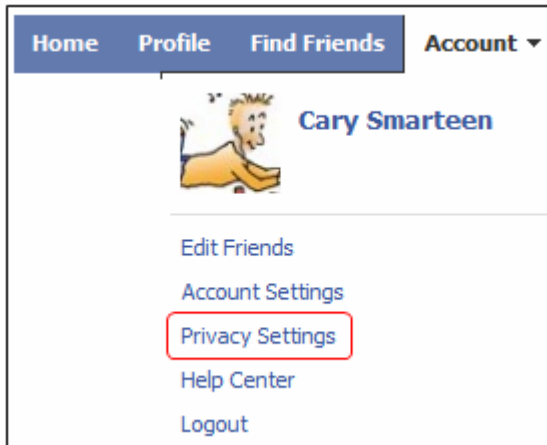 Home Profile Find Friends Account
Cary Smarteen
Edit Friends
Account Settings
Privacy Settings
Help Center
Logout